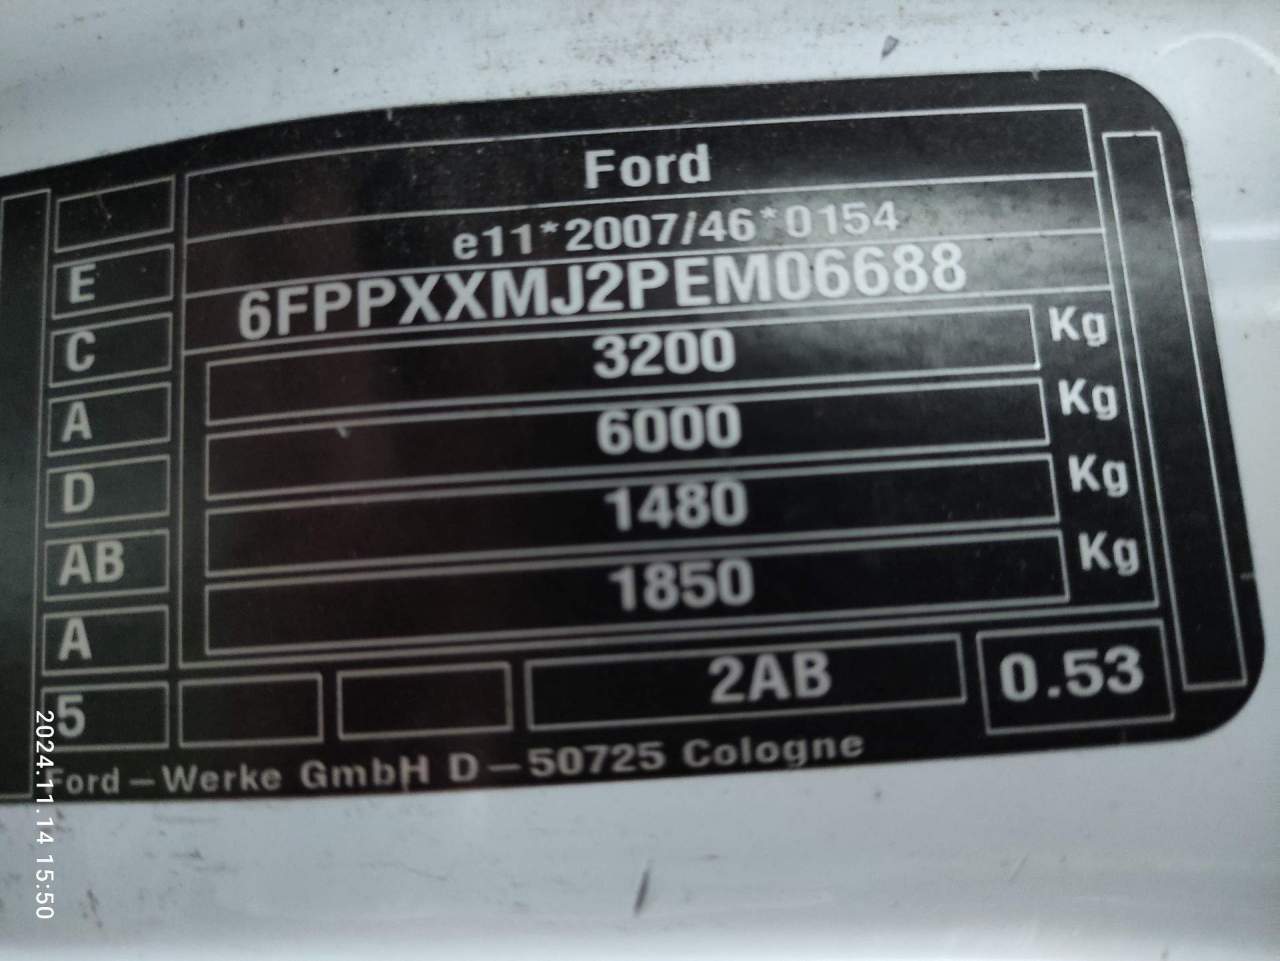 Ford
e11*2007/46*0154
6FPPXXMJ2PEM06688
E
3200 Kg
C
6000 Kg
A
1480 Kg
D
1850 Kg
AB
A
5
2AB
0.53
Ford-Werke GmbH D-50725 Cologne
2024.11.14 15:50